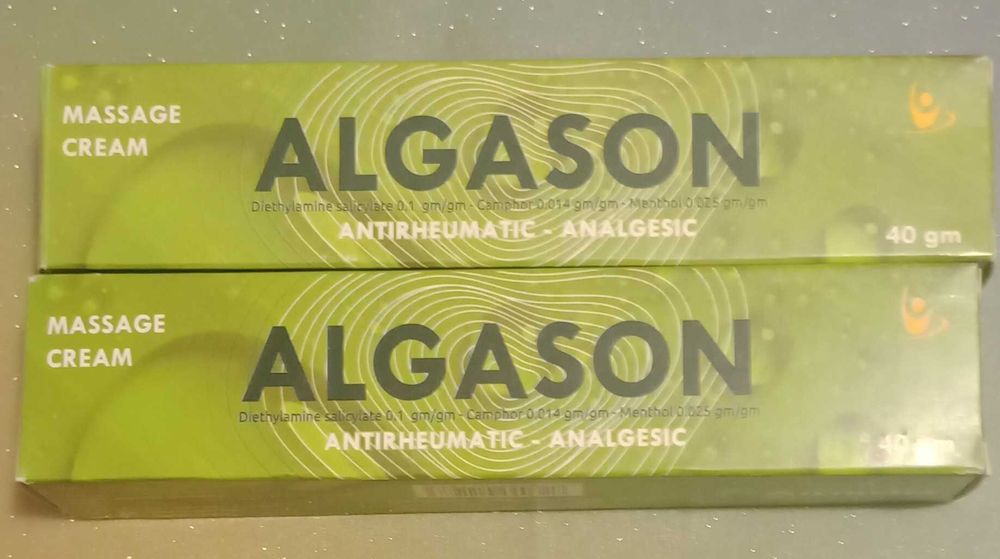 MASSAGE
CREAM
ALGASON
Diethylamine salicylate 0.1 gm/gm - Camphor 0.014 gm/gm - Menthol 0.025 gm/gm
ANTIRHEUMATIC - ANALGESIC
40 gm
MASSAGE
CREAM
ALGASON
Diethylamine salicylate 0.1 gm/gm - Camphor 0.014 gm/gm - Menthol 0.025 gm/gm
ANTIRHEUMATIC - ANALGESIC
40 gm